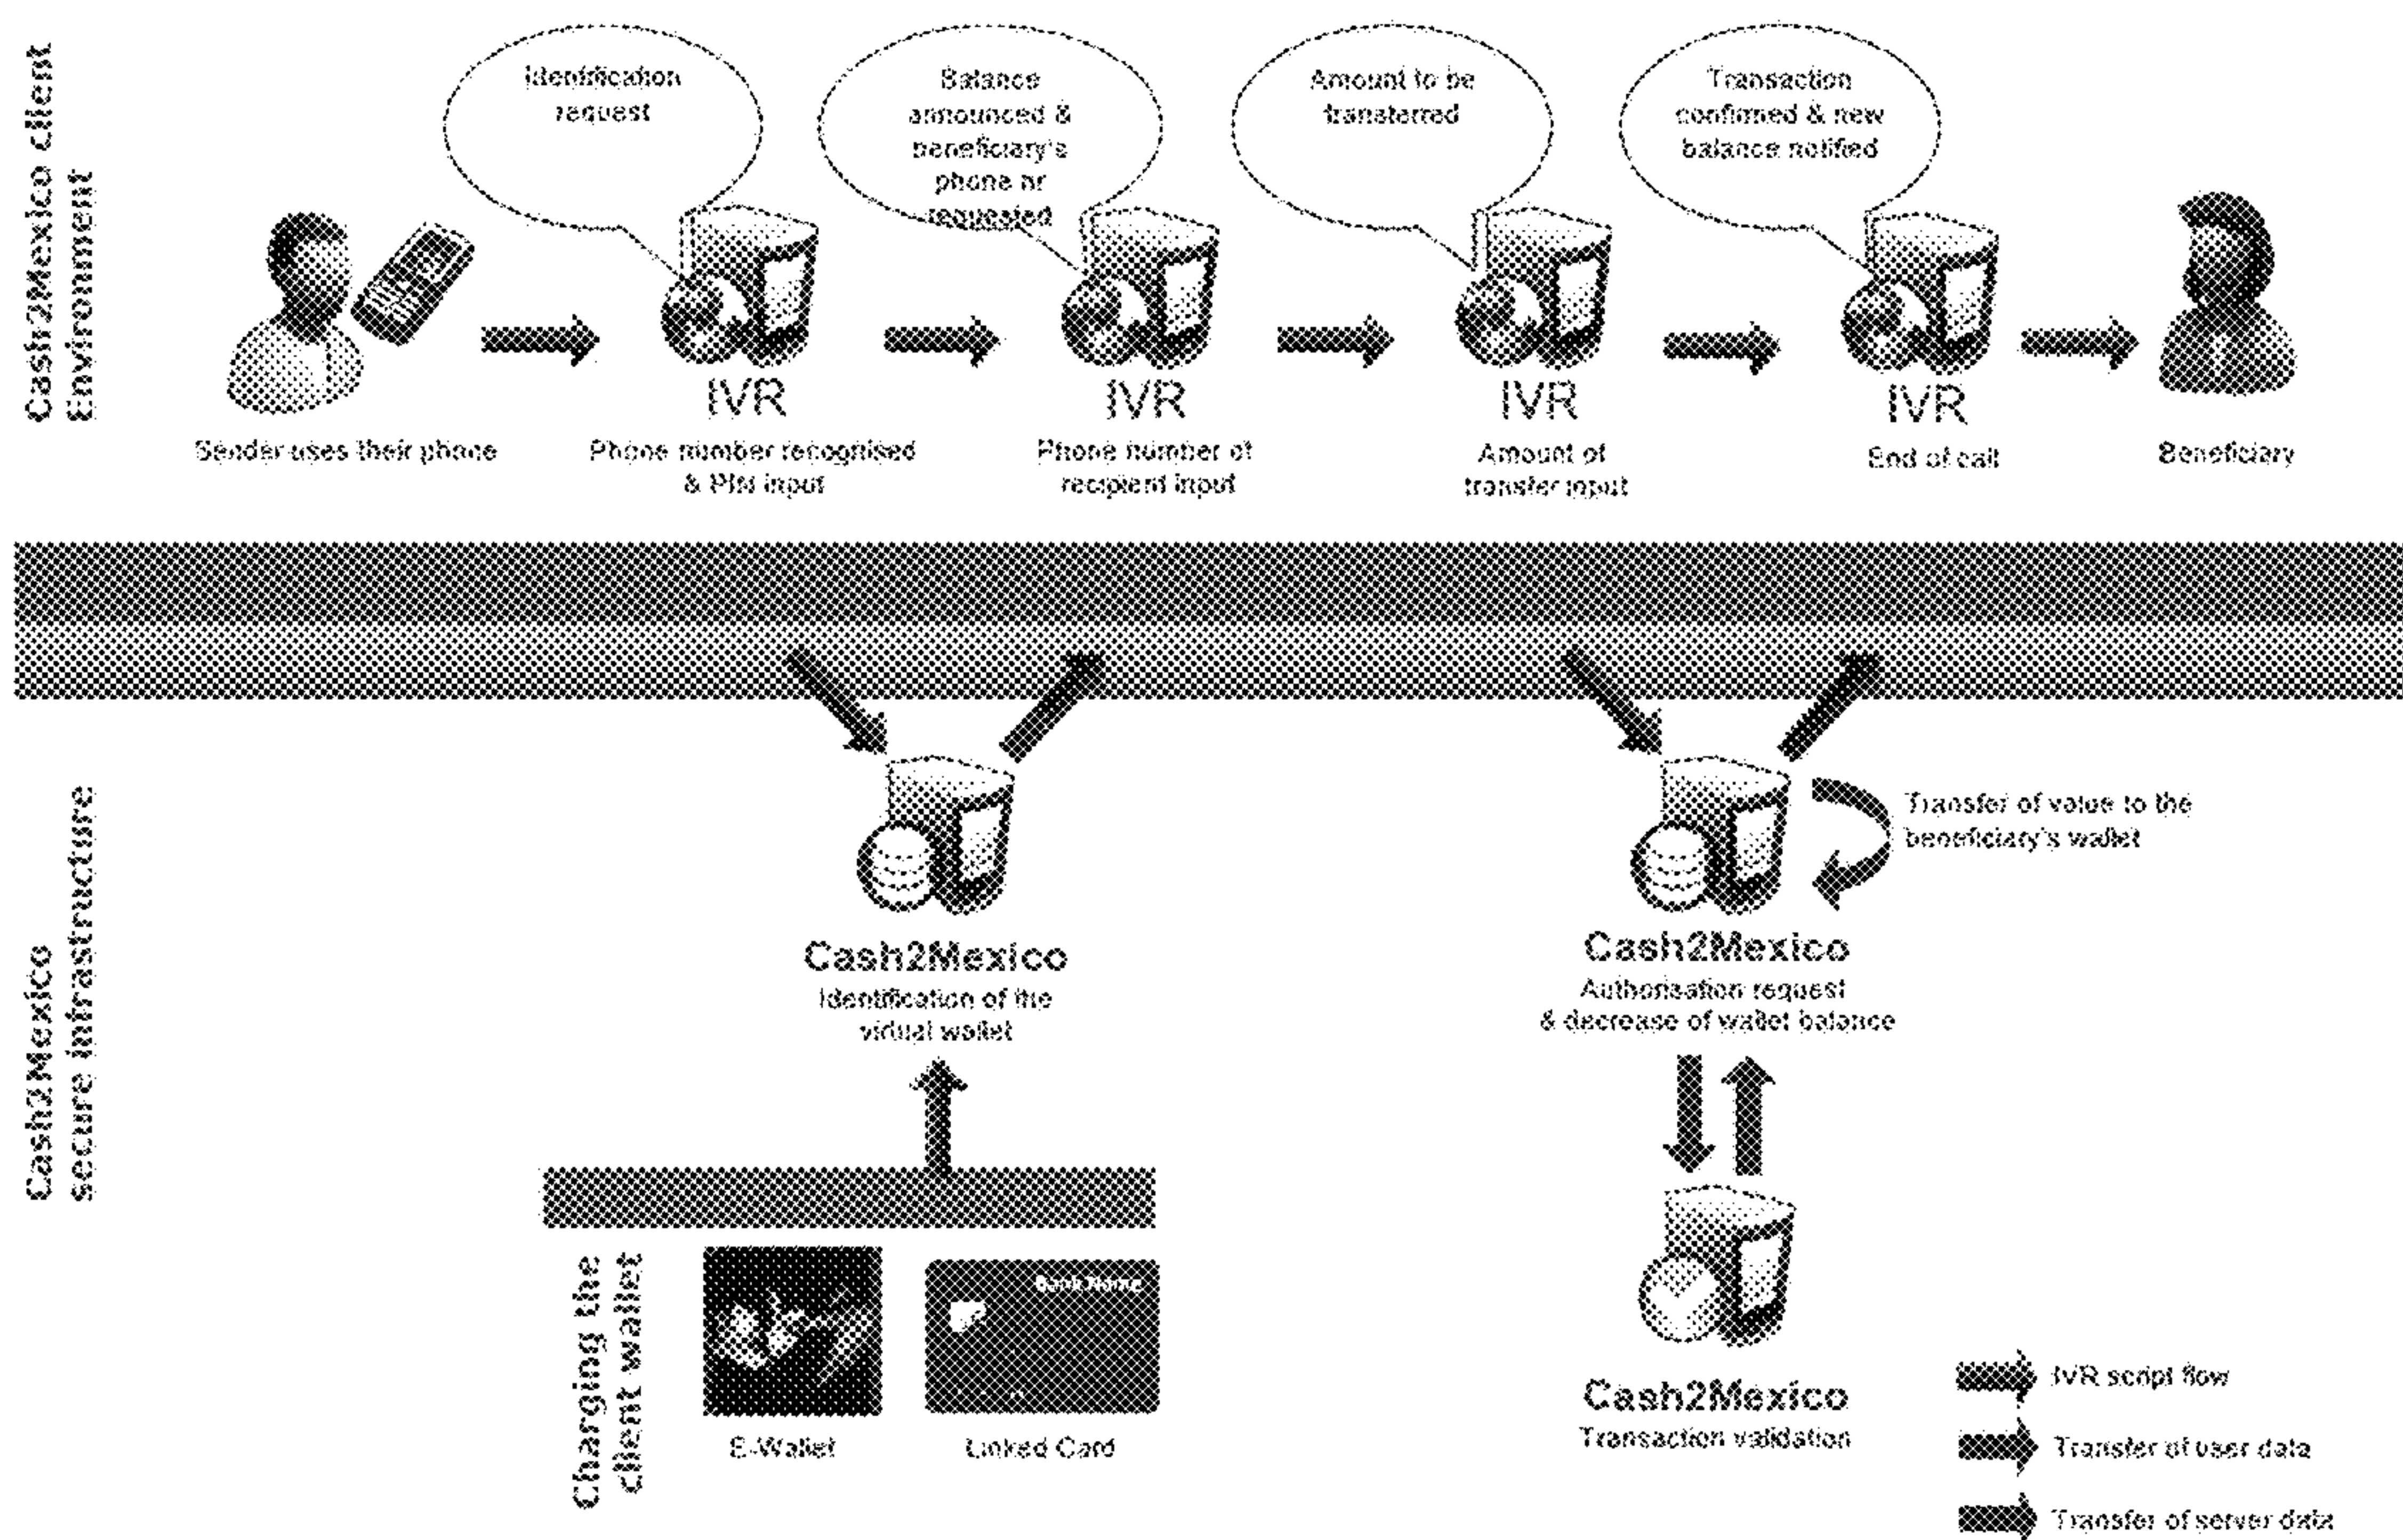 Cash2Mexico client
Environment
Identification
request
Balance
announced &
beneficiary's
phone nr
requested
Amount to be
transferred
Transaction
confirmed & new
balance notified
IVR
IVR
IVR
IVR
Sender uses their phone
Phone number recognised
& PIN input
Phone number of
recipient input
Amount of
transfer input
End of call
Beneficiary
Cash2Mexico
secure infrastructure
Transfer of value to the
beneficiary's wallet
Cash2Mexico
Identification of the
virtual wallet
Cash2Mexico
Authorisation request
& decrease of wallet balance
Charging the
client wallet
Bank Name
E-Wallet
Linked Card
Cash2Mexico
Transaction validation
IVR script flow
Transfer of user data
Transfer of server data